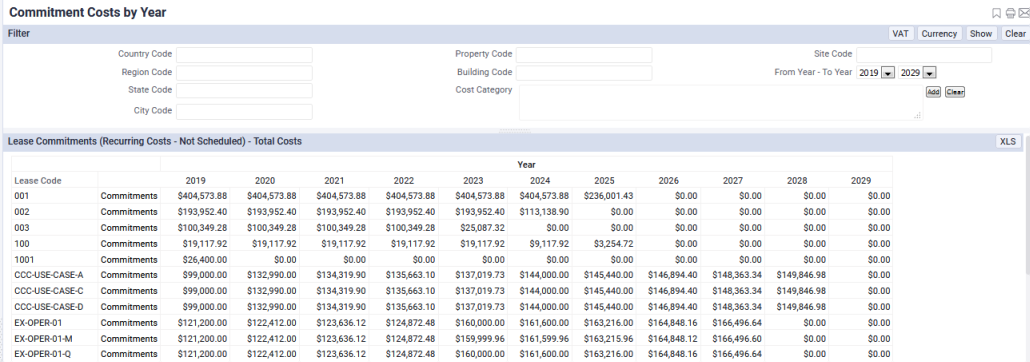 Commitment Costs by Year
Filter VAT Currency Show Clear
Country Code Property Code Site Code
Region Code Building Code From Year - To Year 2019 2029
State Code Cost Category Add Clear
City Code
Lease Commitments (Recurring Costs - Not Scheduled) - Total Costs XLS
Year
Lease Code 2019 2020 2021 2022 2023 2024 2025 2026 2027 2028 2029
001 Commitments $404,573.88 $404,573.88 $404,573.88 $404,573.88 $404,573.88 $404,573.88 $236,001.43 $0.00 $0.00 $0.00 $0.00
002 Commitments $193,952.40 $193,952.40 $193,952.40 $193,952.40 $193,952.40 $113,138.90 $0.00 $0.00 $0.00 $0.00 $0.00
003 Commitments $100,349.28 $100,349.28 $100,349.28 $100,349.28 $25,087.32 $0.00 $0.00 $0.00 $0.00 $0.00 $0.00
100 Commitments $19,117.92 $19,117.92 $19,117.92 $19,117.92 $19,117.92 $9,117.92 $3,254.72 $0.00 $0.00 $0.00 $0.00
1001 Commitments $26,400.00 $0.00 $0.00 $0.00 $0.00 $0.00 $0.00 $0.00 $0.00 $0.00 $0.00
CCC-USE-CASE-A Commitments $99,000.00 $132,990.00 $134,319.90 $135,663.10 $137,019.73 $144,000.00 $145,440.00 $146,894.40 $148,363.34 $149,846.98 $0.00
CCC-USE-CASE-C Commitments $99,000.00 $132,990.00 $134,319.90 $135,663.10 $137,019.73 $144,000.00 $145,440.00 $146,894.40 $148,363.34 $149,846.98 $0.00
CCC-USE-CASE-D Commitments $99,000.00 $132,990.00 $134,319.90 $135,663.10 $137,019.73 $144,000.00 $145,440.00 $146,894.40 $148,363.34 $149,846.98 $0.00
EX-OPER-01 Commitments $121,200.00 $122,412.00 $123,636.12 $124,872.48 $160,000.00 $161,600.00 $163,216.00 $164,848.16 $166,496.64 $0.00 $0.00
EX-OPER-01-M Commitments $121,200.00 $122,412.00 $123,636.12 $124,872.48 $159,999.96 $161,599.96 $163,215.96 $164,848.12 $166,496.60 $0.00 $0.00
EX-OPER-01-Q Commitments $121,200.00 $122,412.00 $123,636.12 $124,872.48 $160,000.00 $161,600.00 $163,216.00 $164,848.16 $166,496.64 $0.00 $0.00